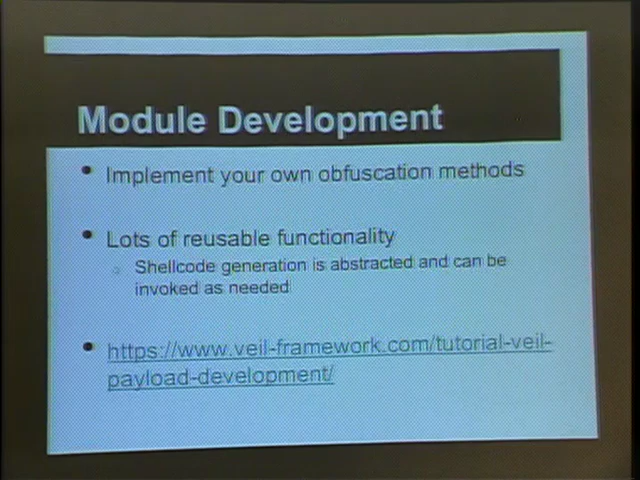 Module Development
Implement your own obfuscation methods
Lots of reusable functionality
Shellcode generation is abstracted and can be
invoked as needed
https://www.veil-framework.com/tutorial-veil-
payload-development/